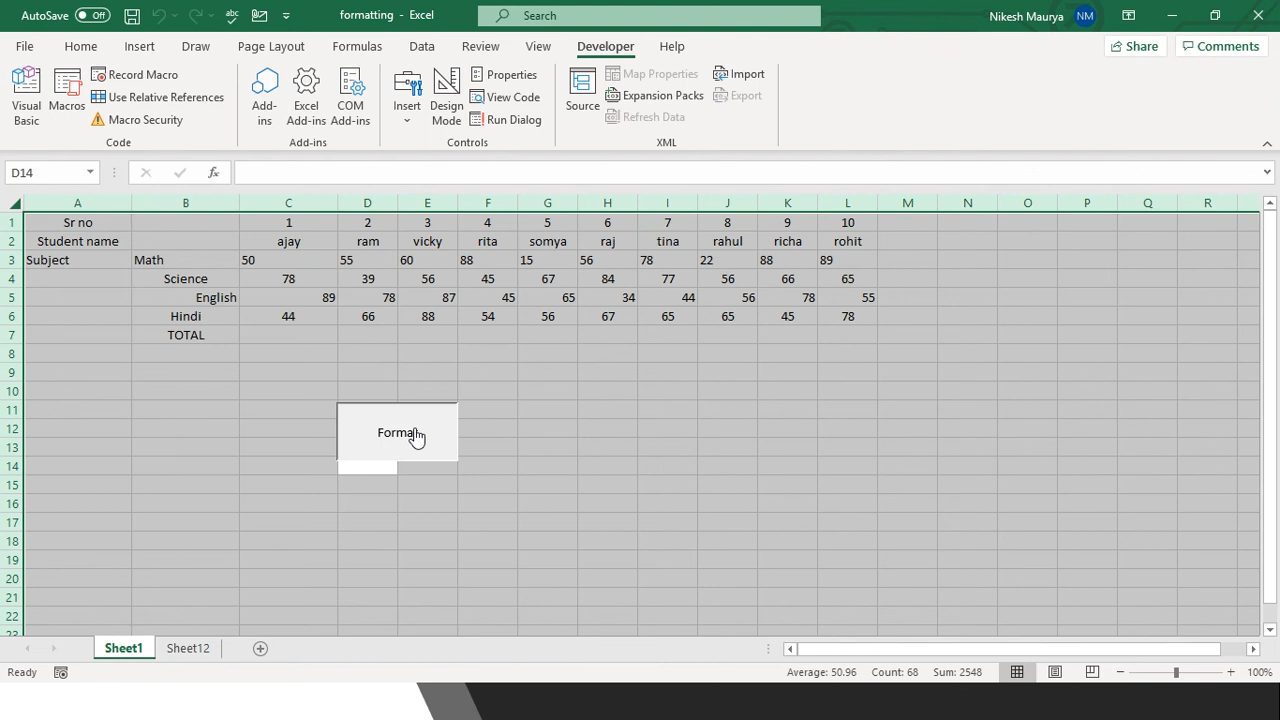 AutoSave Off formatting - Excel Search Nikesh Maurya NM
File Home Insert Draw Page Layout Formulas Data Review View Developer Help Share Comments
Visual Basic
Macros
Record Macro
Use Relative References
Macro Security
Code
Add-ins
Excel Add-ins
COM Add-ins
Add-ins
Insert
Design Mode
Properties
View Code
Run Dialog
Controls
Source
Map Properties
Expansion Packs
Refresh Data
Import
Export
XML
D14 fx
A B C D E F G H I J K L M N O P Q R
1 Sr no 1 2 3 4 5 6 7 8 9 10
2 Student name ajay ram vicky rita somya raj tina rahul richa rohit
3 Subject Math 50 55 60 88 15 56 78 22 88 89
4 Science 78 39 56 45 67 84 77 56 66 65
5 English 89 78 87 45 65 34 44 56 78 55
6 Hindi 44 66 88 54 56 67 65 65 45 78
7 TOTAL
8
9
10
11
12 Format
13
14
15
16
17
18
19
20
21
22
23
Sheet1 Sheet12
Ready Average: 50.96 Count: 68 Sum: 2548 100%